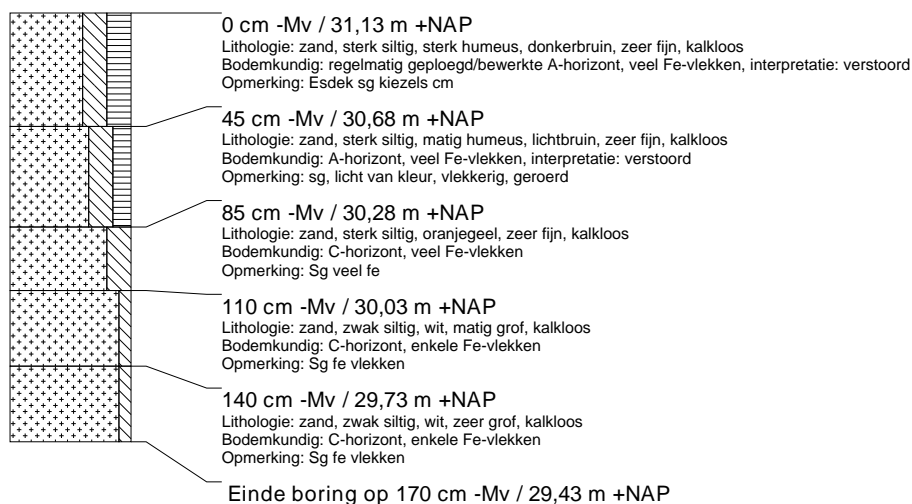 0 cm -Mv / 31,13 m +NAP
Lithologie: zand, sterk siltig, sterk humeus, donkerbruin, zeer fijn, kalkloos
Bodemkundig: regelmatig geploegd/bewerkte A-horizont, veel Fe-vlekken, interpretatie: verstoord
Opmerking: Esdek sg kiezels cm
45 cm -Mv / 30,68 m +NAP
Lithologie: zand, sterk siltig, matig humeus, lichtbruin, zeer fijn, kalkloos
Bodemkundig: A-horizont, veel Fe-vlekken, interpretatie: verstoord
Opmerking: sg, licht van kleur, vlekkerig, geroerd
85 cm -Mv / 30,28 m +NAP
Lithologie: zand, sterk siltig, oranjegeel, zeer fijn, kalkloos
Bodemkundig: C-horizont, veel Fe-vlekken
Opmerking: Sg veel fe
110 cm -Mv / 30,03 m +NAP
Lithologie: zand, zwak siltig, wit, matig grof, kalkloos
Bodemkundig: C-horizont, enkele Fe-vlekken
Opmerking: Sg fe vlekken
140 cm -Mv / 29,73 m +NAP
Lithologie: zand, zwak siltig, wit, zeer grof, kalkloos
Bodemkundig: C-horizont, enkele Fe-vlekken
Opmerking: Sg fe vlekken
Einde boring op 170 cm -Mv / 29,43 m +NAP